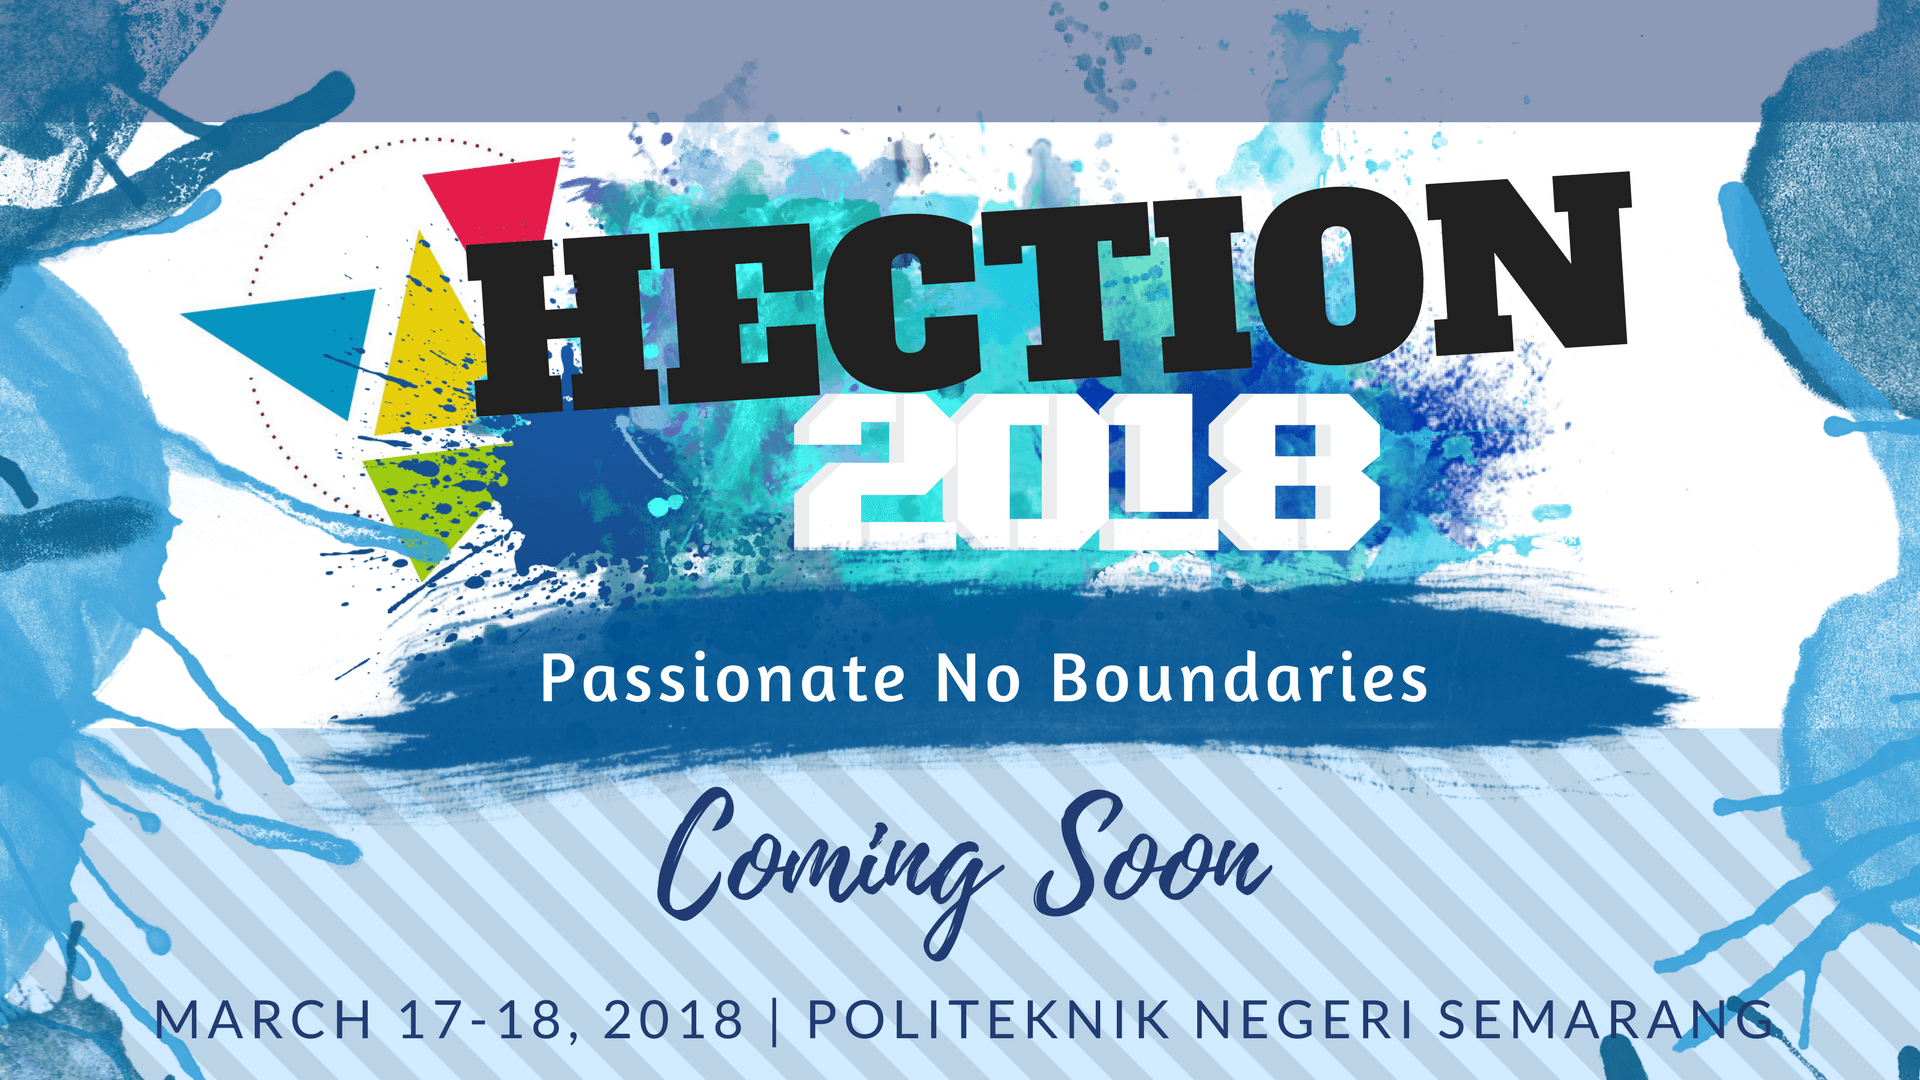 HECTION
2018
Passionate No Boundaries
Coming Soon
MARCH 17-18, 2018 | POLITEKNIK NEGERI SEMARANG